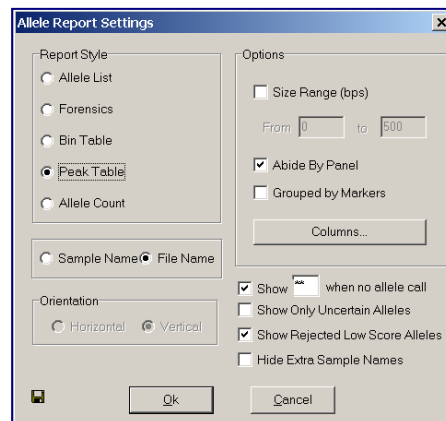 Allele Report Settings
Report Style
Allele List
Forensics
Bin Table
Peak Table
Allele Count
Sample Name File Name
Orientation
Horizontal Vertical
Options
Size Range (bps)
From 0 to 500
Abide By Panel
Grouped by Markers
Columns...
Show ** when no allele call
Show Only Uncertain Alleles
Show Rejected Low Score Alleles
Hide Extra Sample Names
Ok Cancel